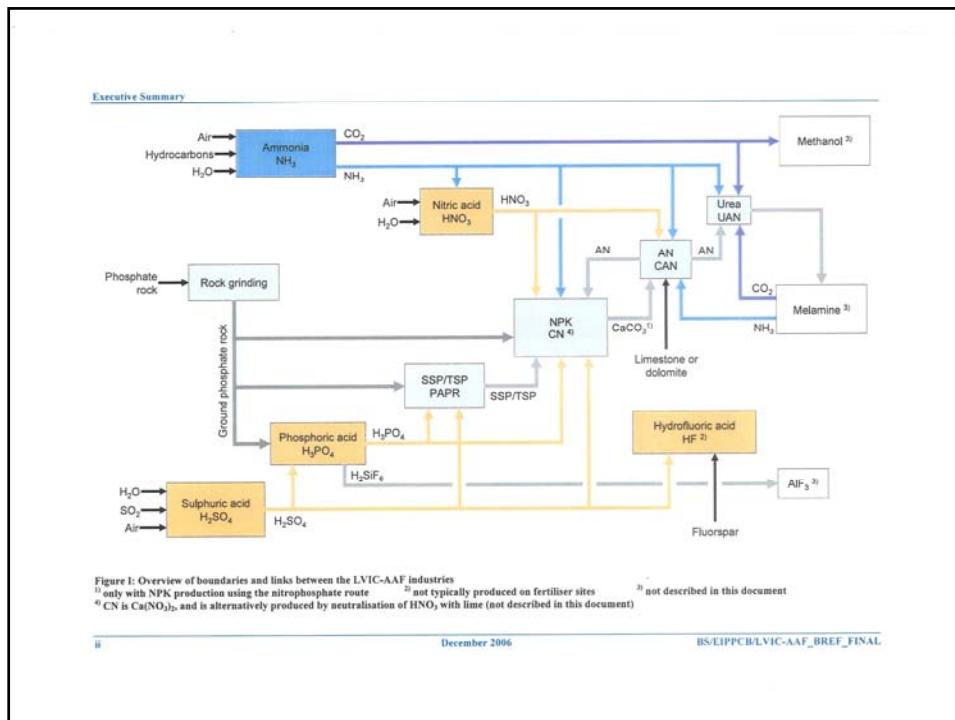 Executive Summary
Air
Hydrocarbons
H₂O
Ammonia
NH₃
CO₂
NH₃
Methanol ³⁾
Air
H₂O
Nitric acid
HNO₃
HNO₃
Urea
UAN
AN
AN
CAN
AN
Phosphate
rock
Rock grinding
Ground phosphate rock
NPK
CN ⁴⁾
CaCO₃¹⁾
CO₂
NH₃
Melamine ³⁾
Limestone or
dolomite
SSP/TSP
PAPR
SSP/TSP
Phosphoric acid
H₃PO₄
H₃PO₄
H₂SiF₆
Hydrofluoric acid
HF ²⁾
AlF₃ ³⁾
Fluorspar
H₂O
SO₂
Air
Sulphuric acid
H₂SO₄
H₂SO₄
Figure I: Overview of boundaries and links between the LVIC-AAF industries
¹⁾ only with NPK production using the nitrophosphate route ²⁾ not typically produced on fertiliser sites ³⁾ not described in this document
⁴⁾ CN is Ca(NO₃)₂, and is alternatively produced by neutralisation of HNO₃ with lime (not described in this document)
ii December 2006 BS/EIPPCB/LVIC-AAF_BREF_FINAL